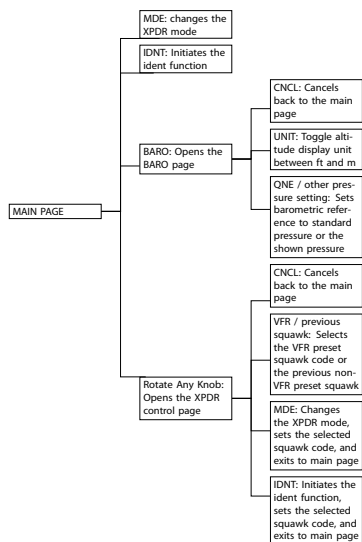 MDE: changes the
XPDR mode
IDNT: Initiates the
ident function
CNCL: Cancels
back to the main
page
BARO: Opens the
BARO page
UNIT: Toggle alti-
tude display unit
between ft and m
QNE / other pres-
sure setting: Sets
barometric refer-
ence to standard
pressure or the
shown pressure
MAIN PAGE
CNCL: Cancels
back to the main
page
VFR / previous
squawk: Selects
the VFR preset
squawk code or
the previous non-
VFR preset squawk
Rotate Any Knob:
Opens the XPDR
control page
MDE: Changes
the XPDR mode,
sets the selected
squawk code, and
exits to main page
IDNT: Initiates the
ident function,
sets the selected
squawk code, and
exits to main page